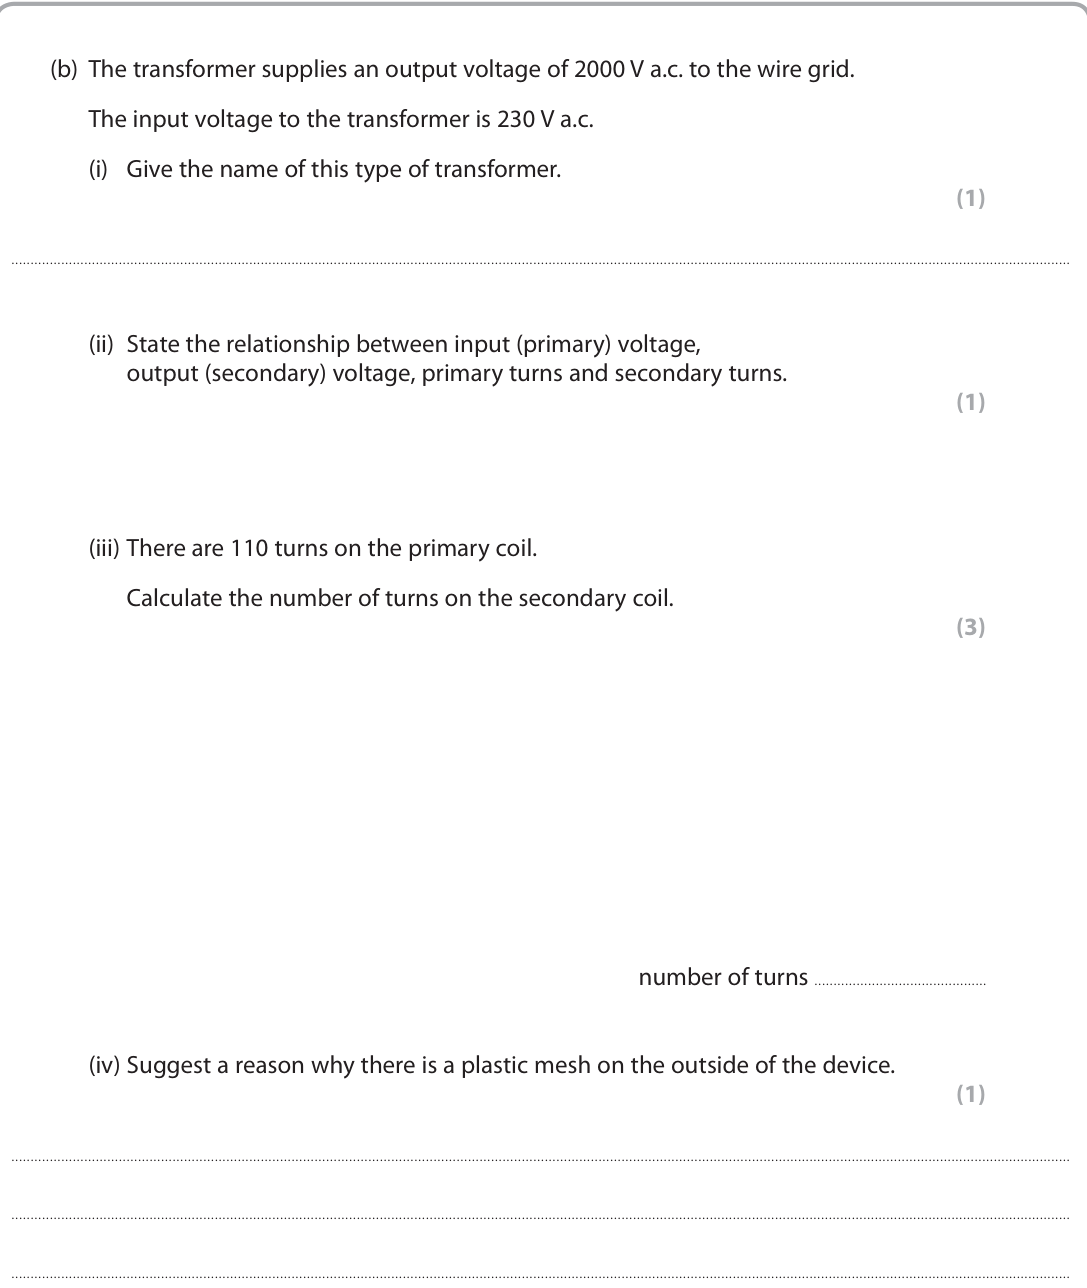 (b) The transformer supplies an output voltage of 2000 V a.c. to the wire grid.
The input voltage to the transformer is 230 V a.c.
(i) Give the name of this type of transformer.
(1)
(ii) State the relationship between input (primary) voltage,
output (secondary) voltage, primary turns and secondary turns.
(1)
(iii) There are 110 turns on the primary coil.
Calculate the number of turns on the secondary coil.
(3)
number of turns
(iv) Suggest a reason why there is a plastic mesh on the outside of the device.
(1)